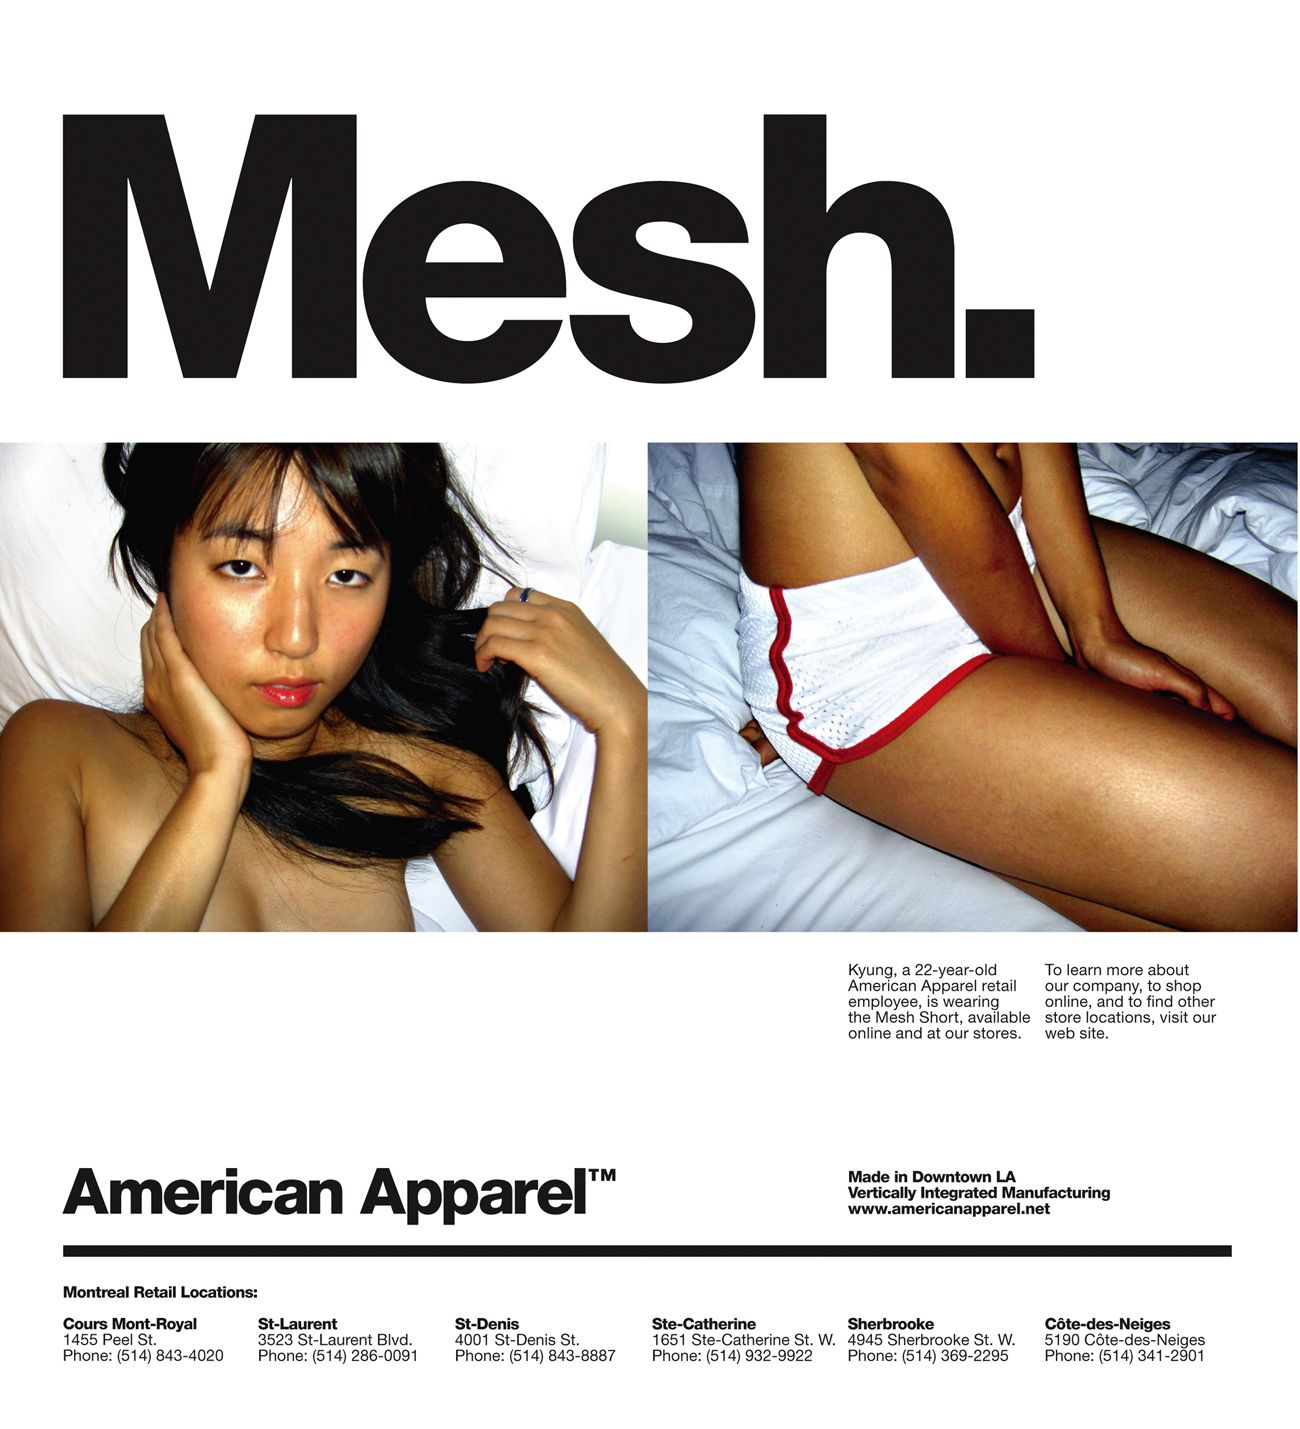 Mesh.
Kyung, a 22-year-old
American Apparel retail
employee, is wearing
the Mesh Short, available
online and at our stores.
To learn more about
our company, to shop
online, and to find other
store locations, visit our
web site.
American Apparel™
Made in Downtown LA
Vertically Integrated Manufacturing
www.americanapparel.net
Montreal Retail Locations:
Cours Mont-Royal
1455 Peel St.
Phone: (514) 843-4020
St-Laurent
3523 St-Laurent Blvd.
Phone: (514) 286-0091
St-Denis
4001 St-Denis St.
Phone: (514) 843-8887
Ste-Catherine
1651 Ste-Catherine St. W.
Phone: (514) 932-9922
Sherbrooke
4945 Sherbrooke St. W.
Phone: (514) 369-2295
Côte-des-Neiges
5190 Côte-des-Neiges
Phone: (514) 341-2901